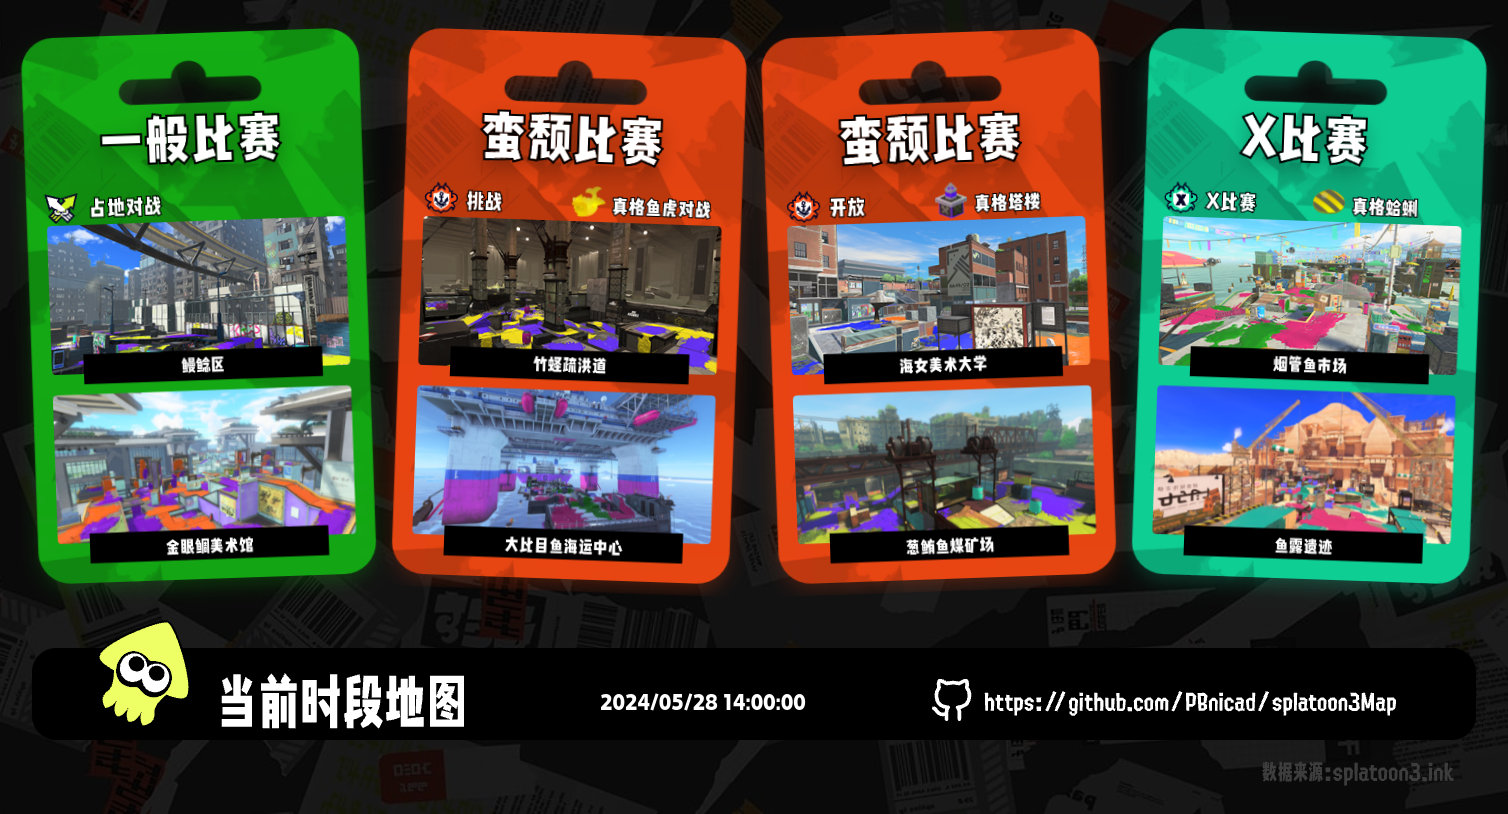 一般比赛
占地对战
鳗鲶区
金眼鲷美术馆
蛮颓比赛
挑战
真格鱼虎对战
竹蛏疏洪道
大比目鱼海运中心
蛮颓比赛
开放
真格塔楼
海女美术大学
葱鲔鱼煤矿场
X比赛
X比赛
真格蛤蜊
烟管鱼市场
鱼露遗迹
当前时段地图
2024/05/28 14:00:00
https://github.com/PBnicad/splatoon3Map
数据来源:splatoon3.ink